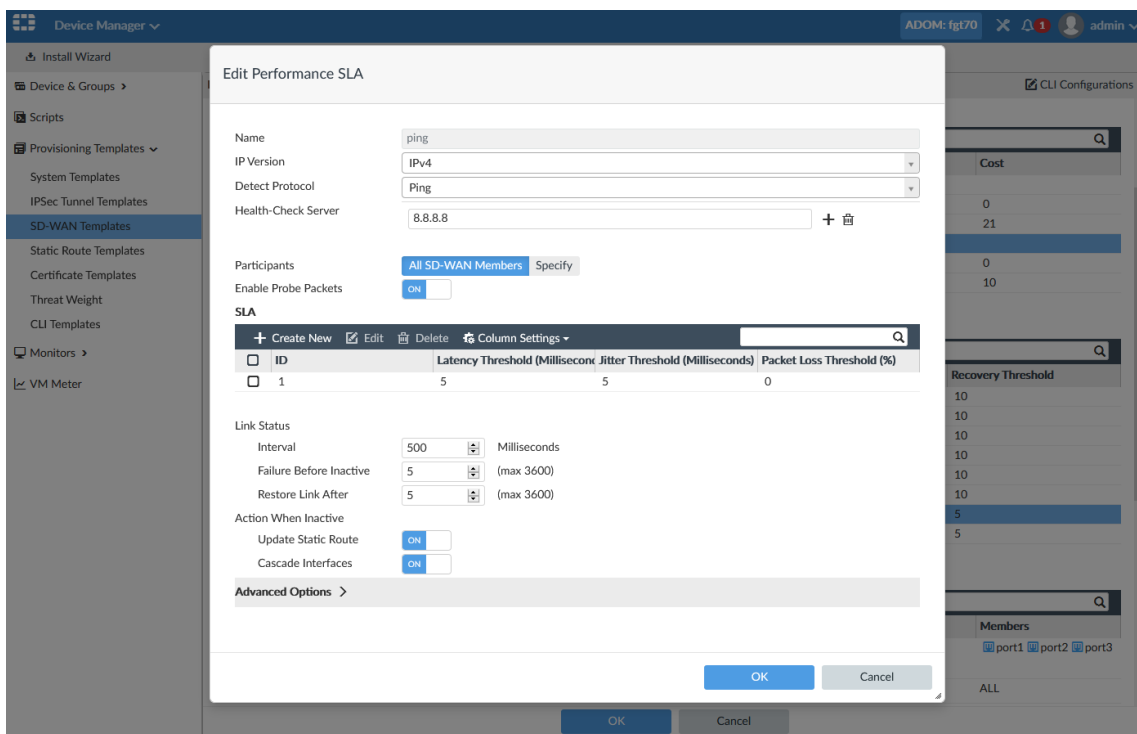 Device Manager
ADOM: fgt70
1
admin
Install Wizard
Device & Groups
CLI Configurations
Scripts
Provisioning Templates
System Templates
IPSec Tunnel Templates
SD-WAN Templates
Static Route Templates
Certificate Templates
Threat Weight
CLI Templates
Monitors
VM Meter
Edit Performance SLA
Name ping
IP Version IPv4
Detect Protocol Ping
Health-Check Server 8.8.8.8
Participants All SD-WAN Members Specify
Enable Probe Packets ON
SLA
Create New Edit Delete Column Settings
ID Latency Threshold (Millisecond Jitter Threshold (Milliseconds) Packet Loss Threshold (%)
1 5 5 0
Link Status
Interval 500 Milliseconds
Failure Before Inactive 5 (max 3600)
Restore Link After 5 (max 3600)
Action When Inactive
Update Static Route ON
Cascade Interfaces ON
Advanced Options
OK Cancel
Cost
0
21
0
10
Recovery Threshold
10
10
10
10
10
10
5
5
Members
port1 port2 port3
ALL
OK Cancel